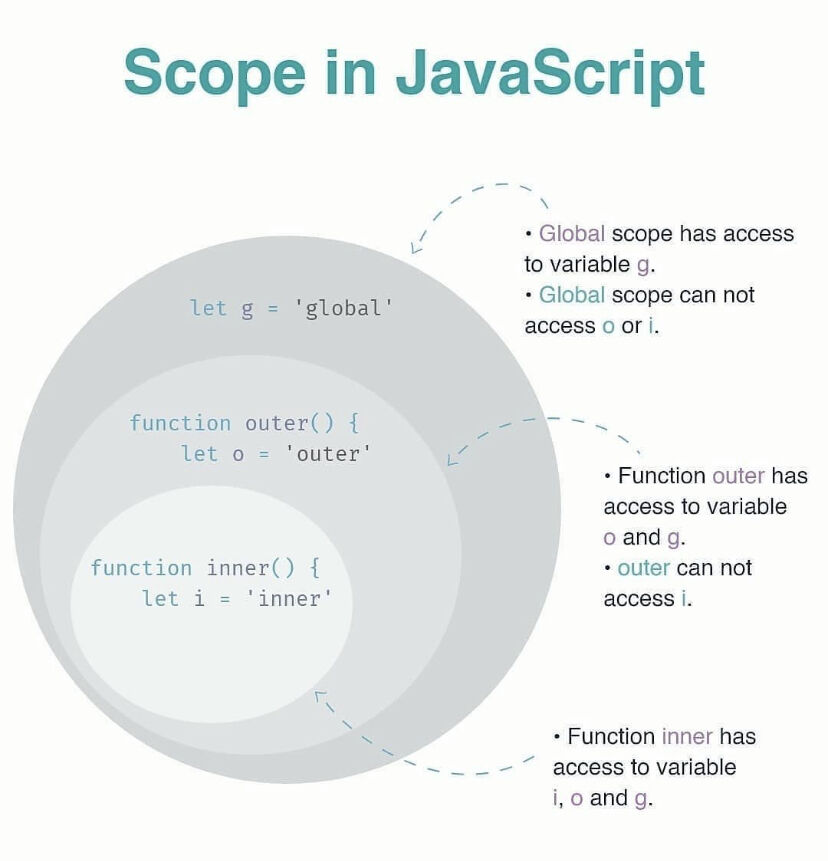 Scope in JavaScript
• Global scope has access
to variable g.
• Global scope can not
access o or i.
let g = 'global'
function outer() {
let o = 'outer'
• Function outer has
access to variable
o and g.
• outer can not
access i.
function inner() {
let i = 'inner'
• Function inner has
access to variable
i, o and g.